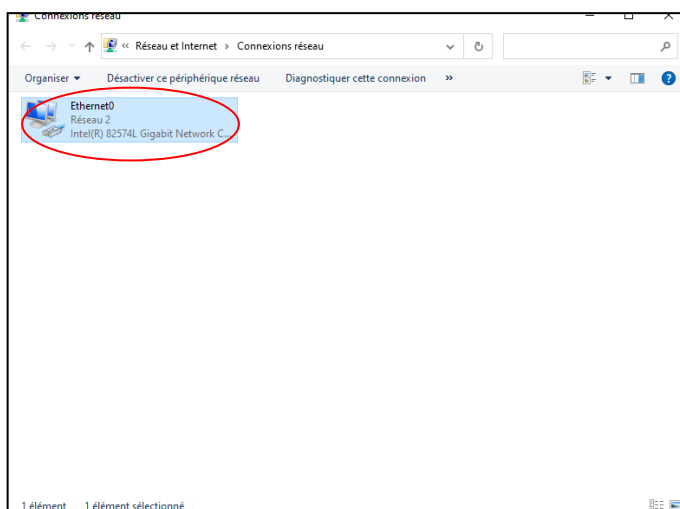 Connexions réseau
« Réseau et Internet › Connexions réseau
Organiser Désactiver ce périphérique réseau Diagnostiquer cette connexion »
Ethernet0
Réseau 2
Intel(R) 82574L Gigabit Network C...
1 élément 1 élément sélectionné